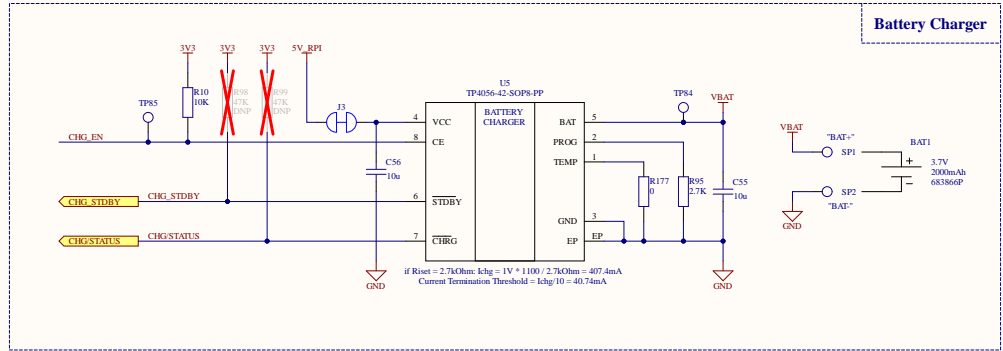 Battery Charger
3V3
3V3
3V3
5V_RPI
R10
10K
R98
47K
DNP
R99
47K
DNP
TP85
J3
U5
TP4056-42-SOP8-PP
BATTERY
CHARGER
4
VCC
8
CE
6
STDBY
7
CHRG
BAT
5
PROG
2
TEMP
1
GND
3
EP
EP
CHG_EN
CHG_STDBY
CHG_STDBY
CHG/STATUS
CHG/STATUS
C56
10u
GND
TP84
VBAT
R177
0
R95
2.7K
C55
10u
GND
VBAT
"BAT+"
SP1
SP2
"BAT-"
GND
BAT1
+
3.7V
2000mAh
683866P
if Riset = 2.7kOhm: Ichg = 1V * 1100 / 2.7kOhm = 407.4mA
Current Termination Threshold = Ichg/10 = 40.74mA